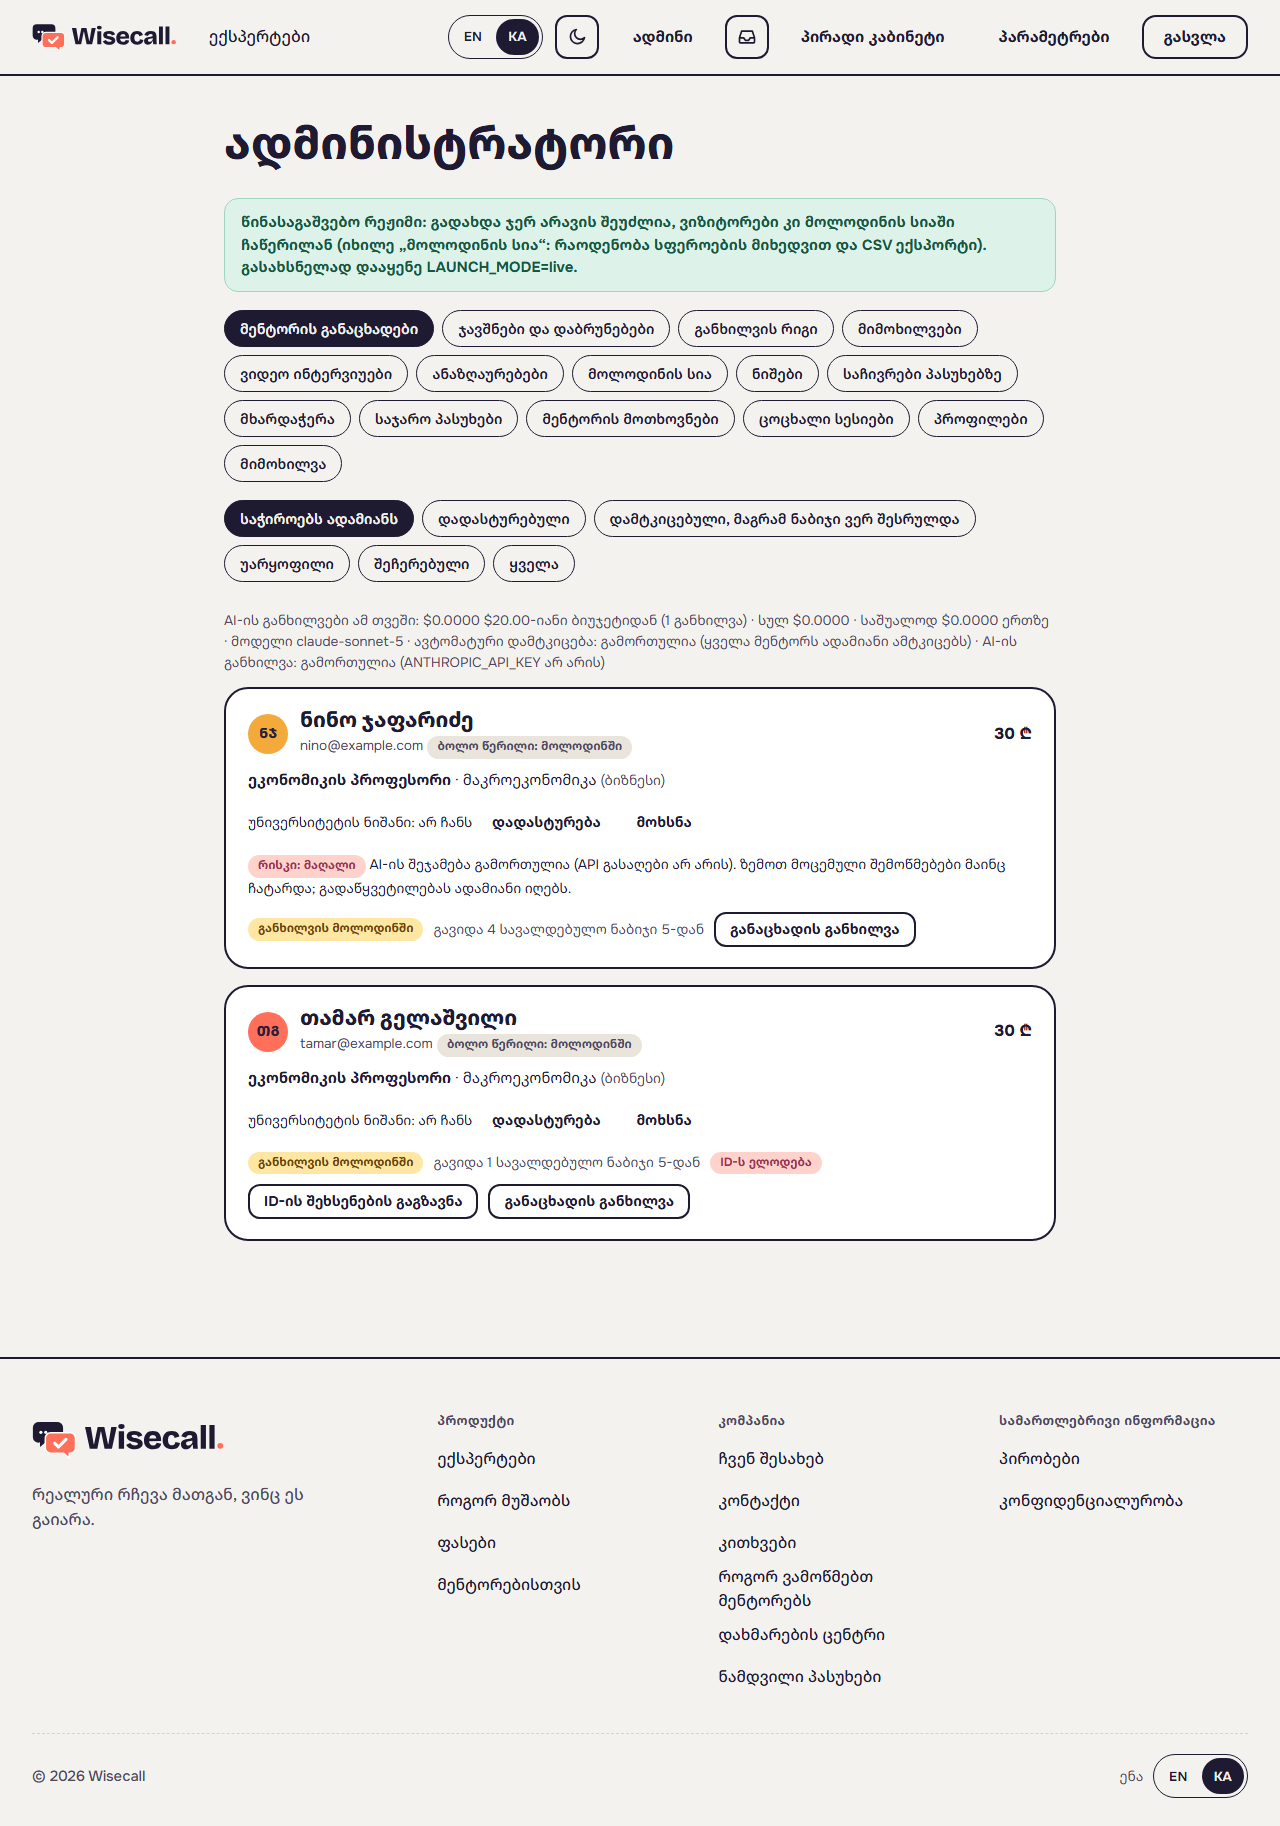 Wisecall.
ექსპერტები
EN KA
ადმინი
პირადი კაბინეტი
პარამეტრები
გასვლა
ადმინისტრატორი
წინასაგაშვებო რეჟიმი: გადახდა ჯერ არავის შეუძლია, ვიზიტორები კი მოლოდინის სიაში
ჩაწერილან (იხილე „მოლოდინის სია“: რაოდენობა სფეროების მიხედვით და CSV ექსპორტი).
გასახსნელად დააყენე LAUNCH_MODE=live.
მენტორის განაცხადები ჯავშნები და დაბრუნებები განხილვის რიგი მიმოხილვები
ვიდეო ინტერვიუები ანაზღაურებები მოლოდინის სია ნიშები საჩივრები პასუხებზე
მხარდაჭერა საჯარო პასუხები მენტორის მოთხოვნები ცოცხალი სესიები პროფილები
მიმოხილვა
საჭიროებს ადამიანს დადასტურებული დამტკიცებული, მაგრამ ნაბიჯი ვერ შესრულდა
უარყოფილი შეჩერებული ყველა
AI-ის განხილვები ამ თვეში: $0.0000 $20.00-იანი ბიუჯეტიდან (1 განხილვა) · სულ $0.0000 · საშუალოდ $0.0000 ერთზე
· მოდელი claude-sonnet-5 · ავტომატური დამტკიცება: გამორთულია (ყველა მენტორს ადამიანი ამტკიცებს) · AI-ის
განხილვა: გამორთულია (ANTHROPIC_API_KEY არ არის)
ნჯ
ნინო ჯაფარიძე
nino@example.com ბოლო წერილი: მოლოდინში
30 ₾
ეკონომიკის პროფესორი · მაკროეკონომიკა (ბიზნესი)
უნივერსიტეტის ნიშანი: არ ჩანს დადასტურება მოხსნა
რისკი: მაღალი AI-ის შეჯამება გამორთულია (API გასაღები არ არის). ზემოთ მოცემული შემოწმებები მაინც
ჩატარდა; გადაწყვეტილებას ადამიანი იღებს.
განხილვის მოლოდინში გავიდა 4 სავალდებულო ნაბიჯი 5-დან განაცხადის განხილვა
თგ
თამარ გელაშვილი
tamar@example.com ბოლო წერილი: მოლოდინში
30 ₾
ეკონომიკის პროფესორი · მაკროეკონომიკა (ბიზნესი)
უნივერსიტეტის ნიშანი: არ ჩანს დადასტურება მოხსნა
განხილვის მოლოდინში გავიდა 1 სავალდებულო ნაბიჯი 5-დან ID-ს ელოდება
ID-ის შეხსენების გაგზავნა განაცხადის განხილვა
Wisecall.
რეალური რჩევა მათგან, ვინც ეს
გაიარა.
პროდუქტი
ექსპერტები
როგორ მუშაობს
ფასები
მენტორებისთვის
კომპანია
ჩვენ შესახებ
კონტაქტი
კითხვები
როგორ ვამოწმებთ
მენტორებს
დახმარების ცენტრი
ნამდვილი პასუხები
სამართლებრივი ინფორმაცია
პირობები
კონფიდენციალურობა
© 2026 Wisecall
ენა EN KA